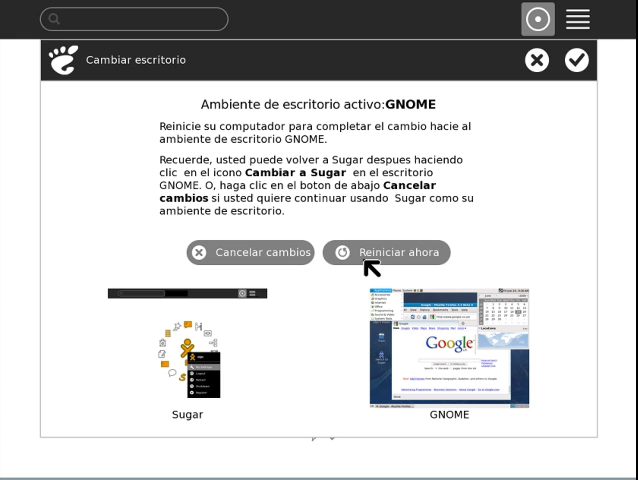 Cambiar escritorio
Ambiente de escritorio activo:GNOME
Reinicie su computador para completar el cambio hacie al
ambiente de escritorio GNOME.
Recuerde, usted puede volver a Sugar despues haciendo
clic en el icono Cambiar a Sugar en el escritorio
GNOME. O, haga clic en el boton de abajo Cancelar
cambios si usted quiere continuar usando Sugar como su
ambiente de escritorio.
Cancelar cambios
Reiniciar ahora
Google
Sugar
GNOME